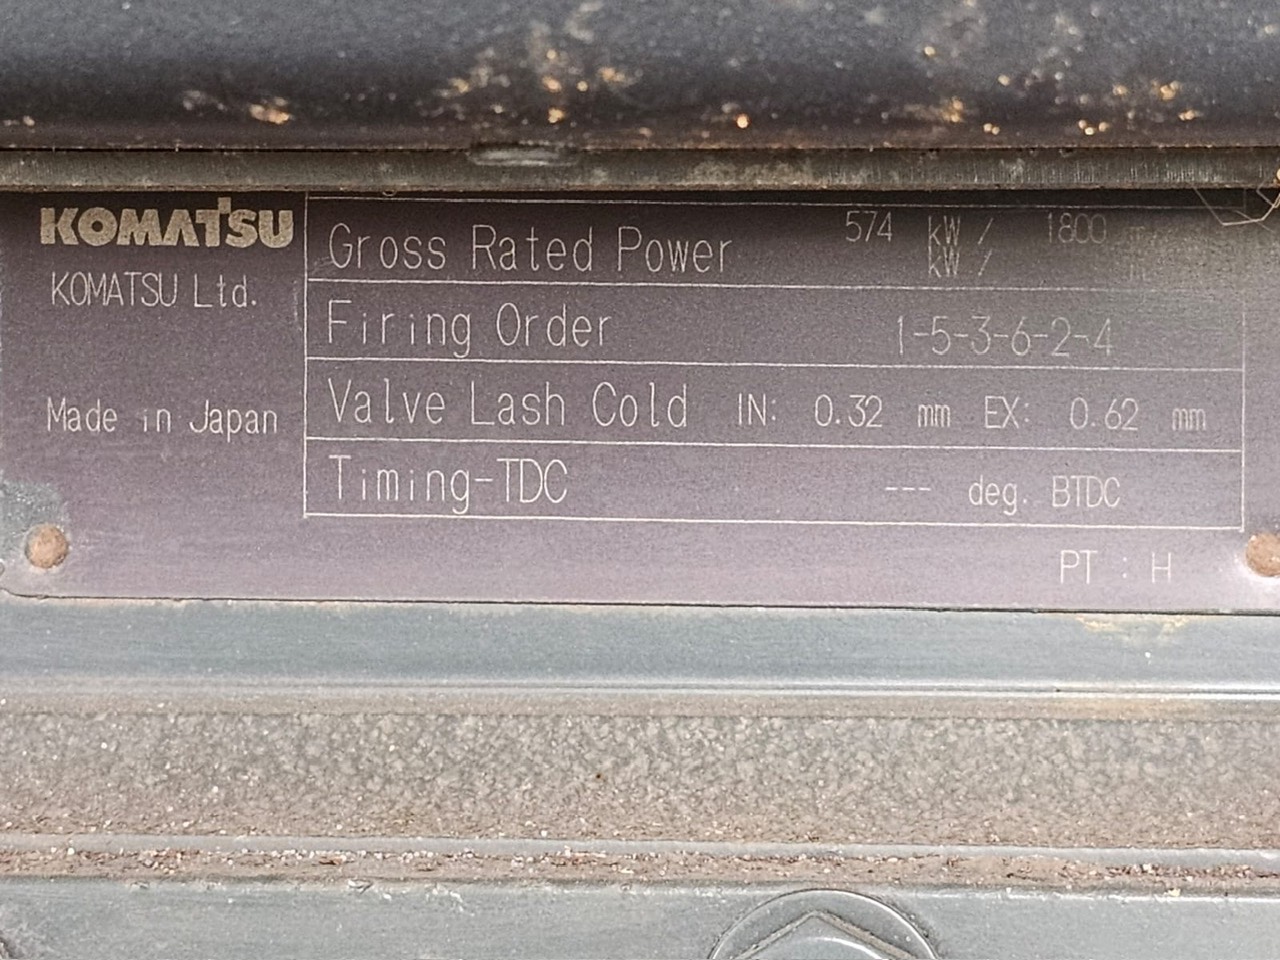 KOMATSU
KOMATSU Ltd.
Made in Japan
Gross Rated Power 574 kW / 1800
kW /
Firing Order 1-5-3-6-2-4
Valve Lash Cold IN: 0.32 mm EX: 0.62 mm
Timing-TDC --- deg. BTDC
PT : H